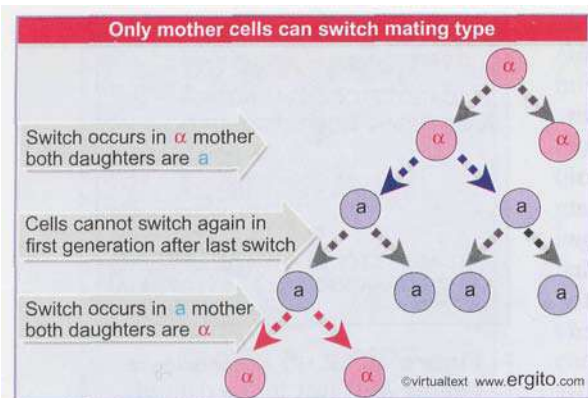 Only mother cells can switch mating type
α
α
α
Switch occurs in α mother
both daughters are a
a
a
Cells cannot switch again in
first generation after last switch
a
a
a
a
Switch occurs in a mother
both daughters are α
α
α
©virtualtext www.ergito.com